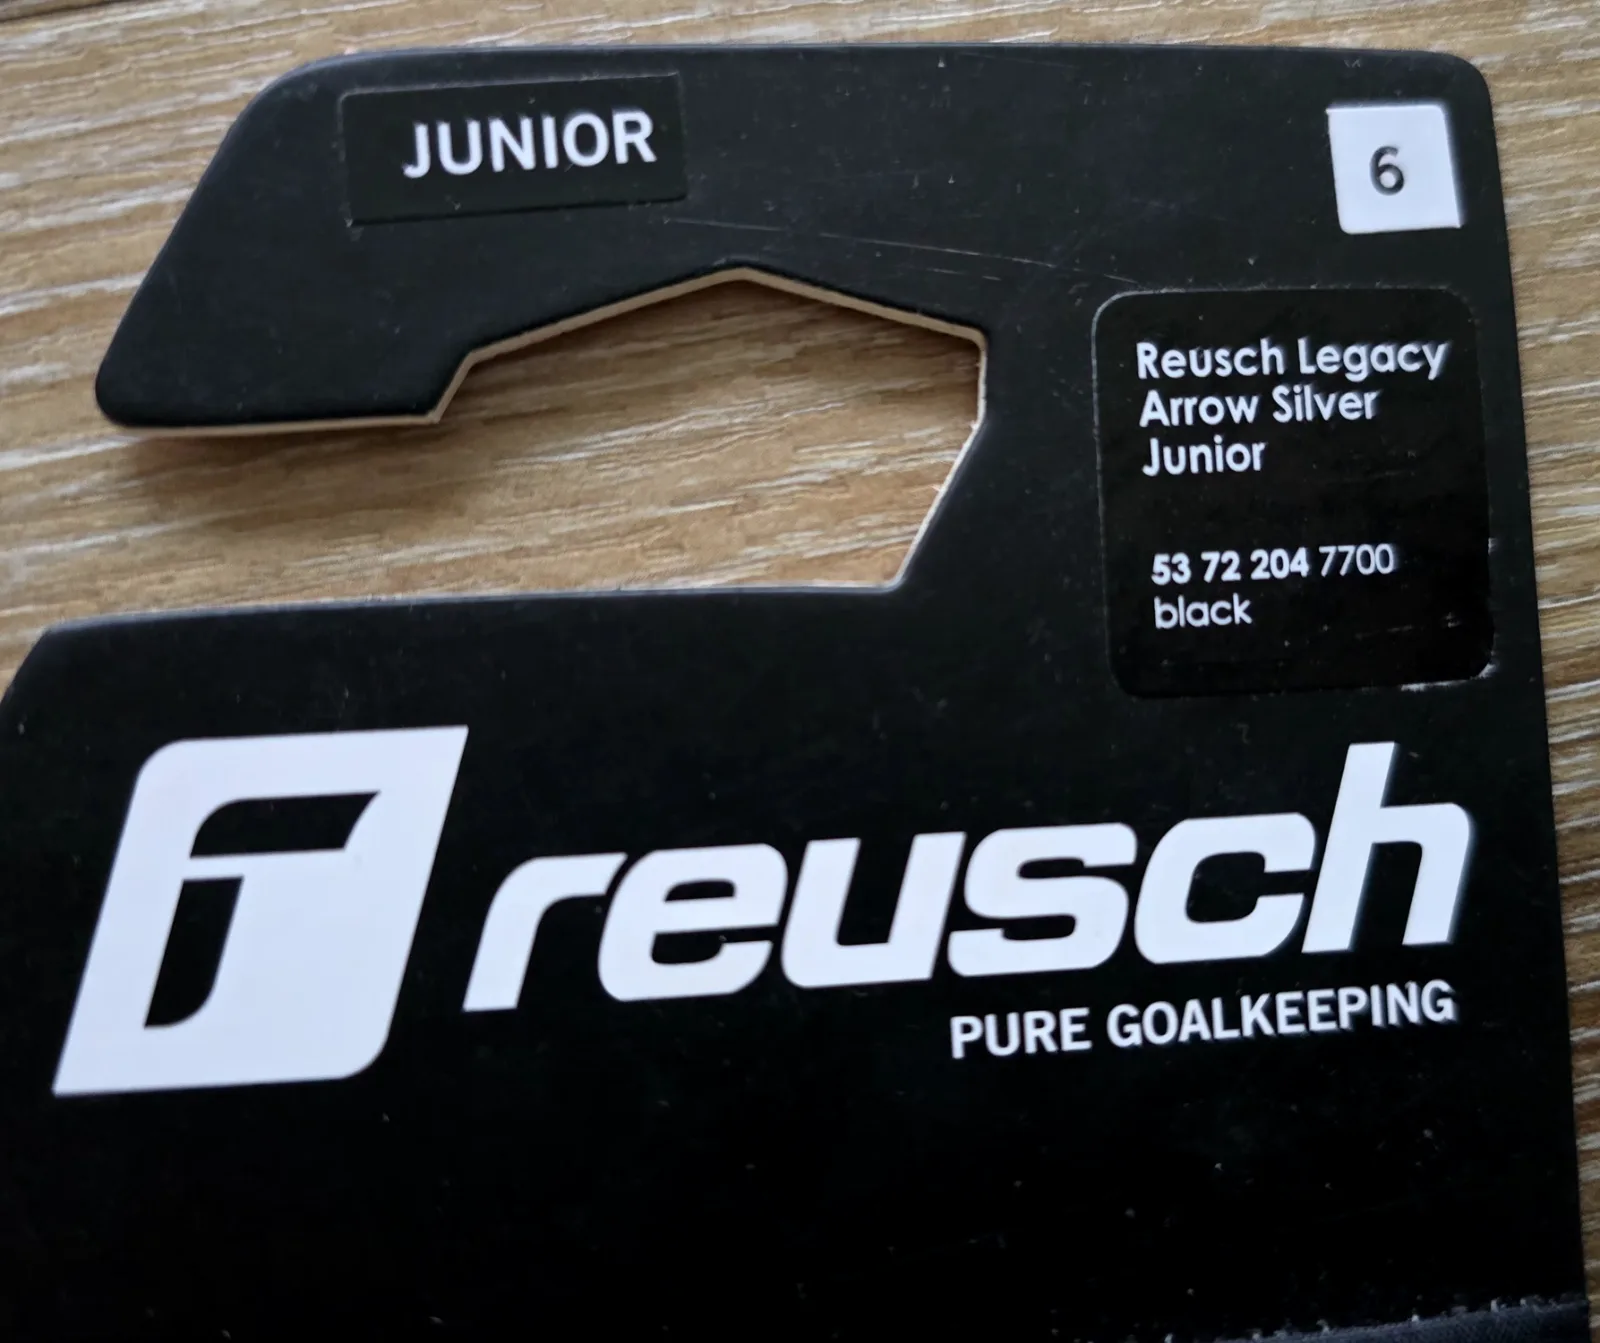 JUNIOR
6
Reusch Legacy
Arrow Silver
Junior
53 72 204 7700
black
reusch
PURE GOALKEEPING